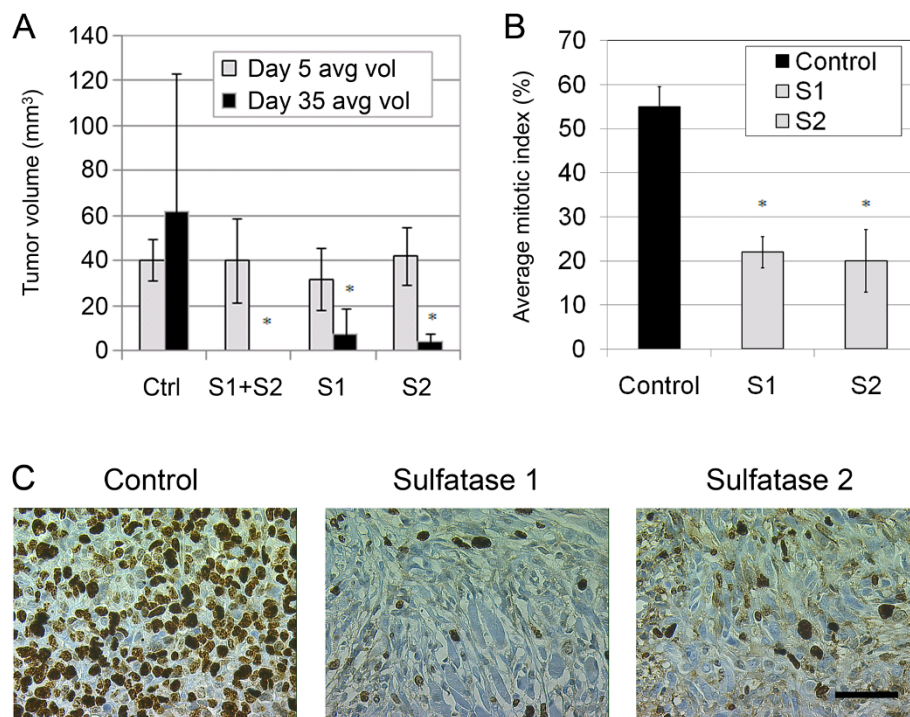 A
Tumor volume (mm³)
140
120
100
80
60
40
20
0
Day 5 avg vol
Day 35 avg vol
*
*
*
Ctrl
S1+S2
S1
S2
B
Average mitotic index (%)
70
60
50
40
30
20
10
0
Control
S1
S2
*
*
Control
S1
S2
C
Control
Sulfatase 1
Sulfatase 2